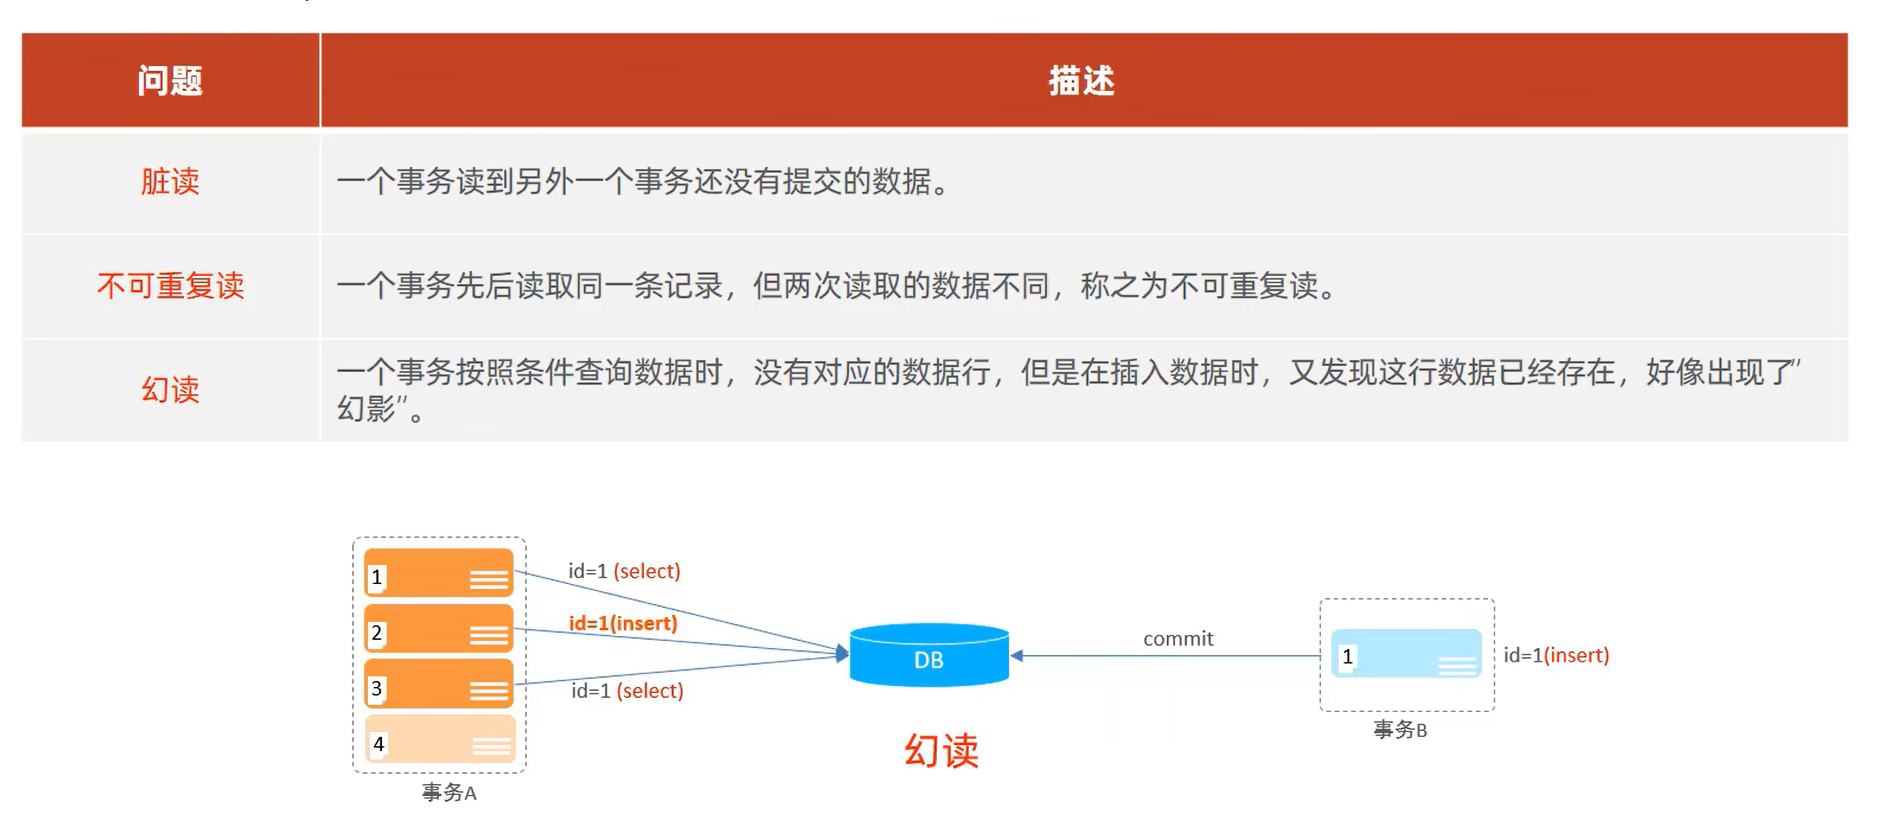 问题 描述
脏读 一个事务读到另外一个事务还没有提交的数据。
不可重复读 一个事务先后读取同一条记录，但两次读取的数据不同，称之为不可重复读。
幻读 一个事务按照条件查询数据时，没有对应的数据行，但是在插入数据时，又发现这行数据已经存在，好像出现了"
幻影"。
1
id=1 (select)
2
id=1(insert)
3
id=1 (select)
4
事务A
DB
幻读
commit
1
id=1(insert)
事务B